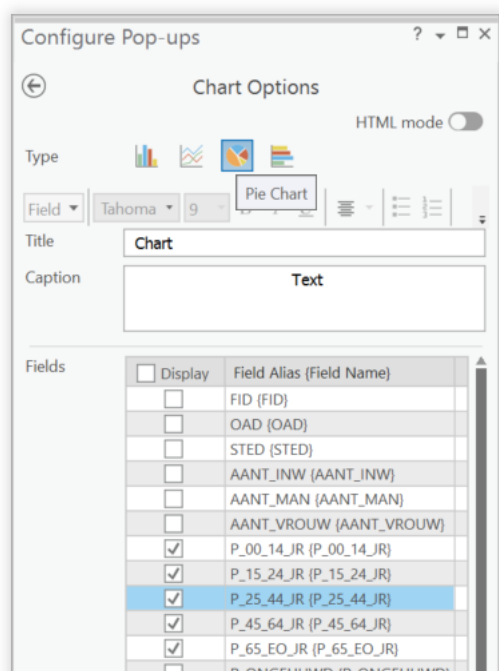 Configure Pop-ups ?
Chart Options
HTML mode
Type
Pie Chart
Field Tahoma 9
Title Chart
Caption Text
Fields
Display Field Alias {Field Name}
FID {FID}
OAD {OAD}
STED {STED}
AANT_INW {AANT_INW}
AANT_MAN {AANT_MAN}
AANT_VROUW {AANT_VROUW}
P_00_14_JR {P_00_14_JR}
P_15_24_JR {P_15_24_JR}
P_25_44_JR {P_25_44_JR}
P_45_64_JR {P_45_64_JR}
P_65_EO_JR {P_65_EO_JR}